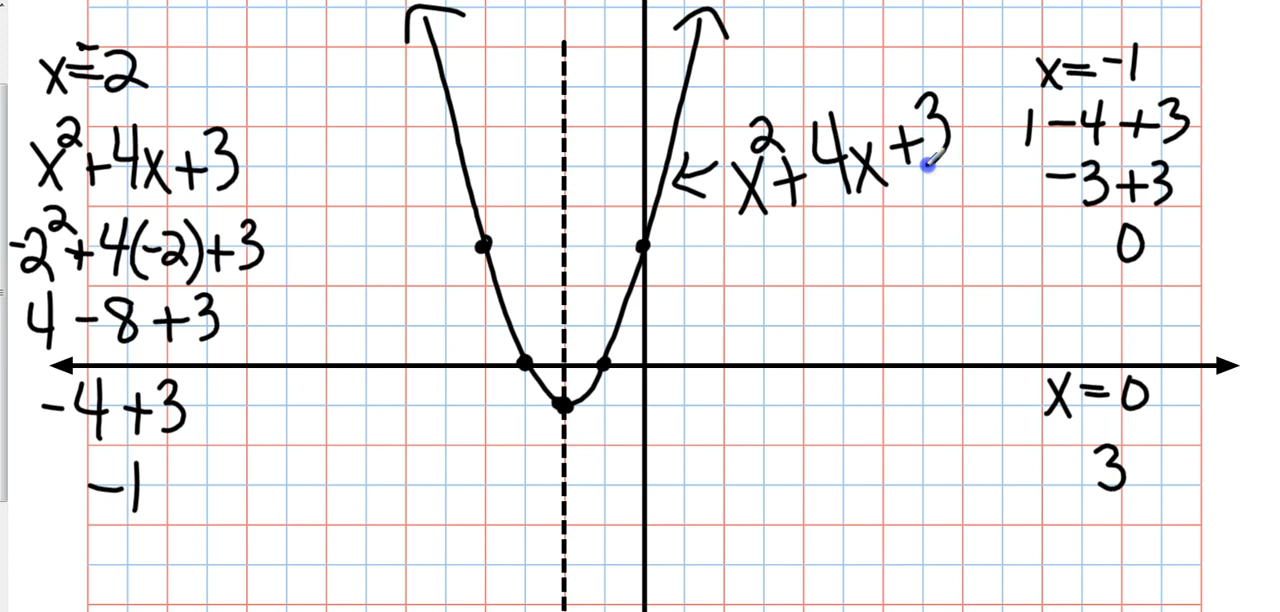 x=-2
x²+4x+3
-2²+4(-2)+3
4-8+3
-4+3
-1
x²+4x+3
x=-1
1-4+3
-3+3
0
x=0
3